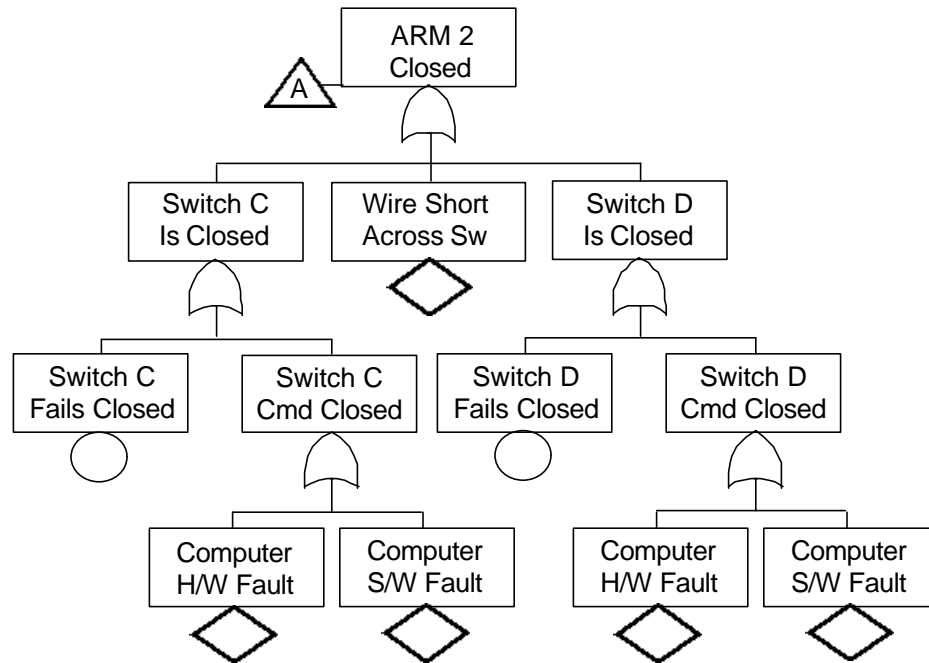 ARM 2
Closed
A
Switch C
Is Closed
Wire Short
Across Sw
Switch D
Is Closed
Switch C
Fails Closed
Switch C
Cmd Closed
Switch D
Fails Closed
Switch D
Cmd Closed
Computer
H/W Fault
Computer
S/W Fault
Computer
H/W Fault
Computer
S/W Fault